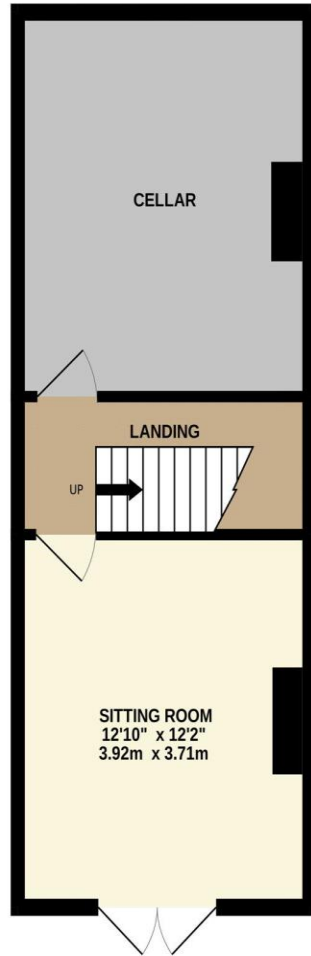 CELLAR
LANDING
UP
SITTING ROOM
12'10" x 12'2"
3.92m x 3.71m